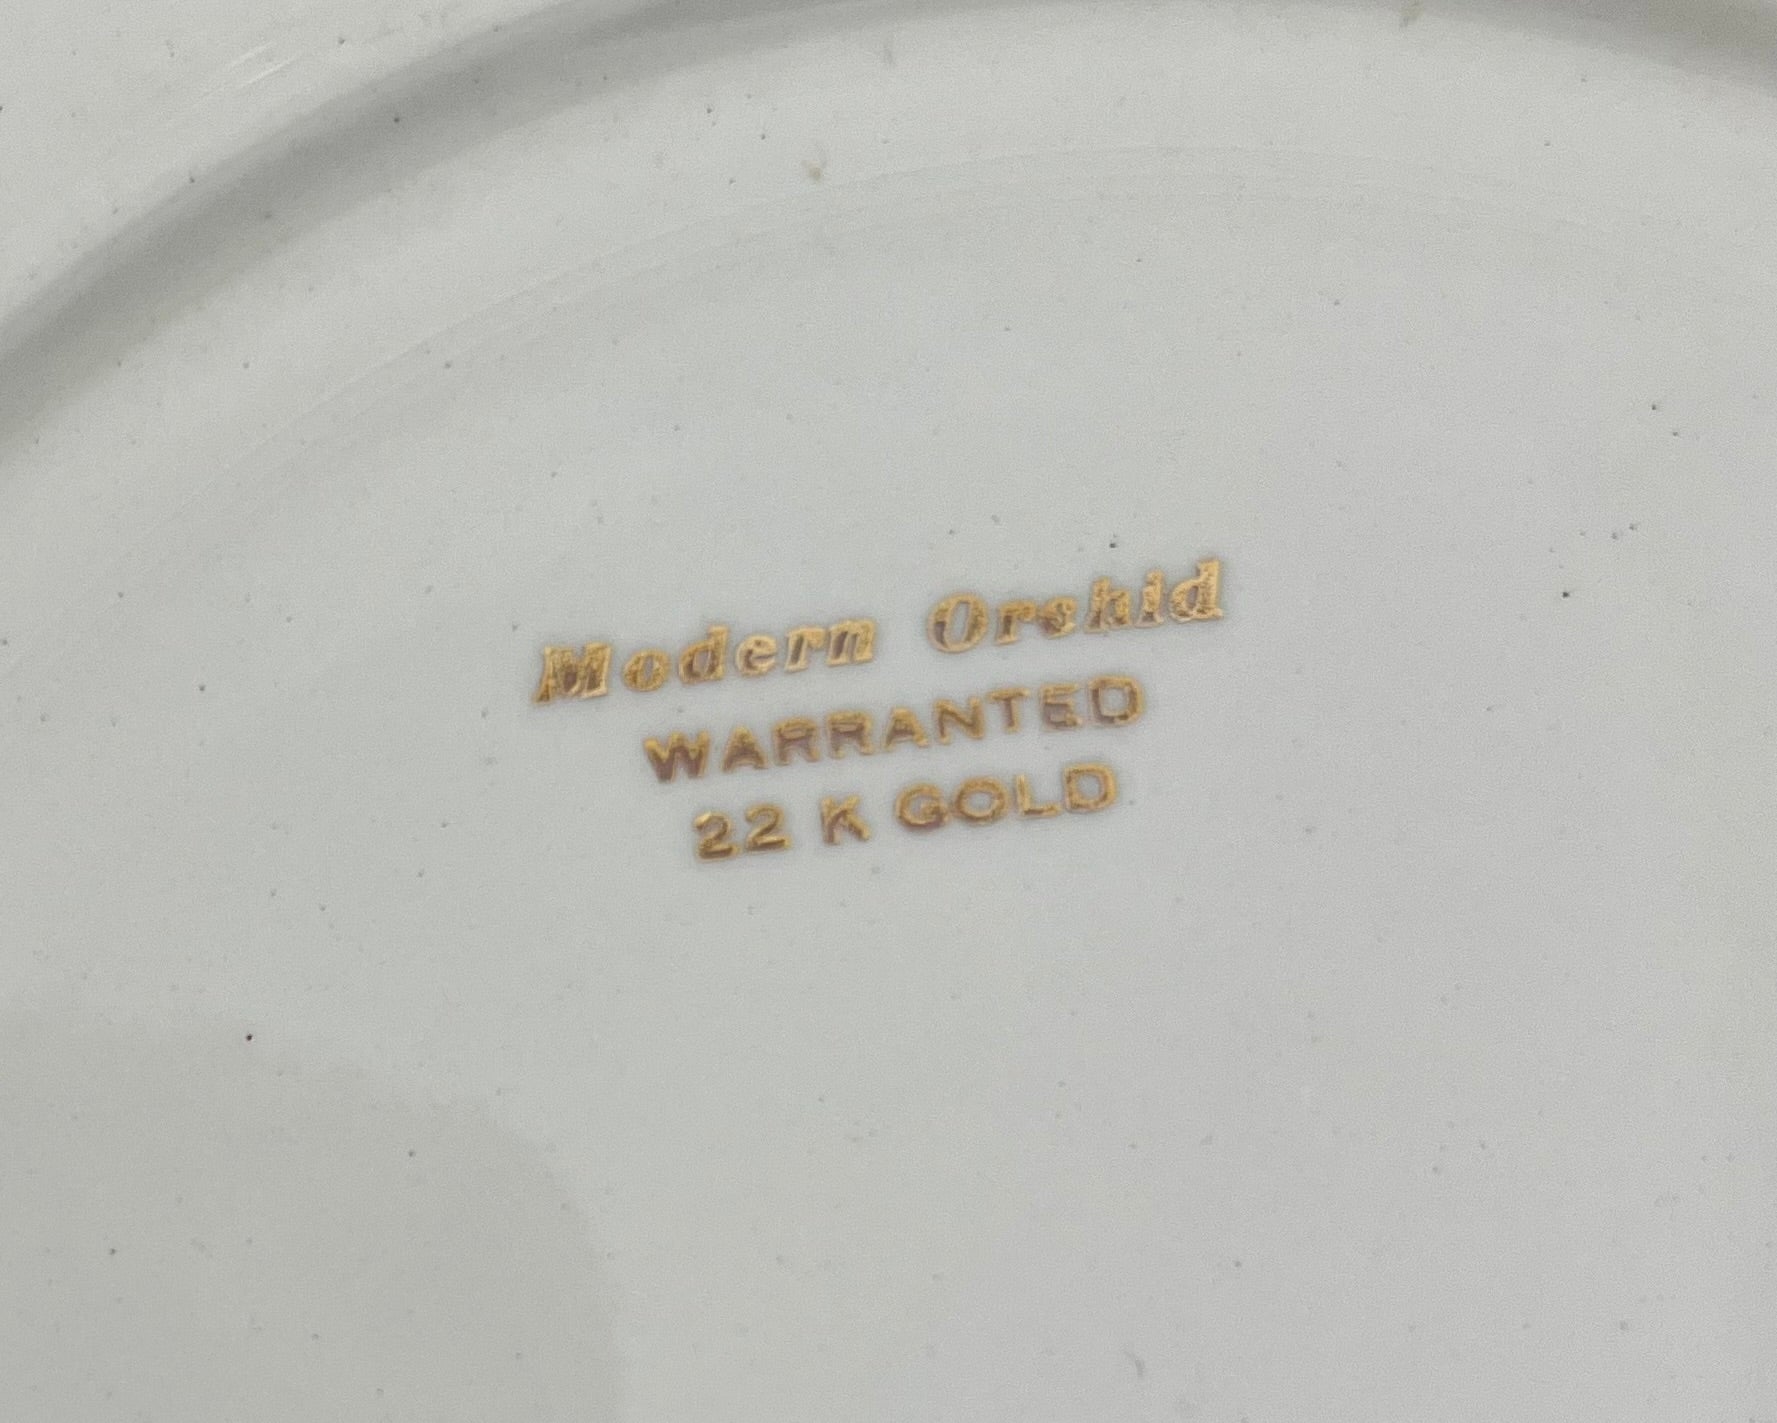 Modern Orchid
WARRANTED
22 K GOLD